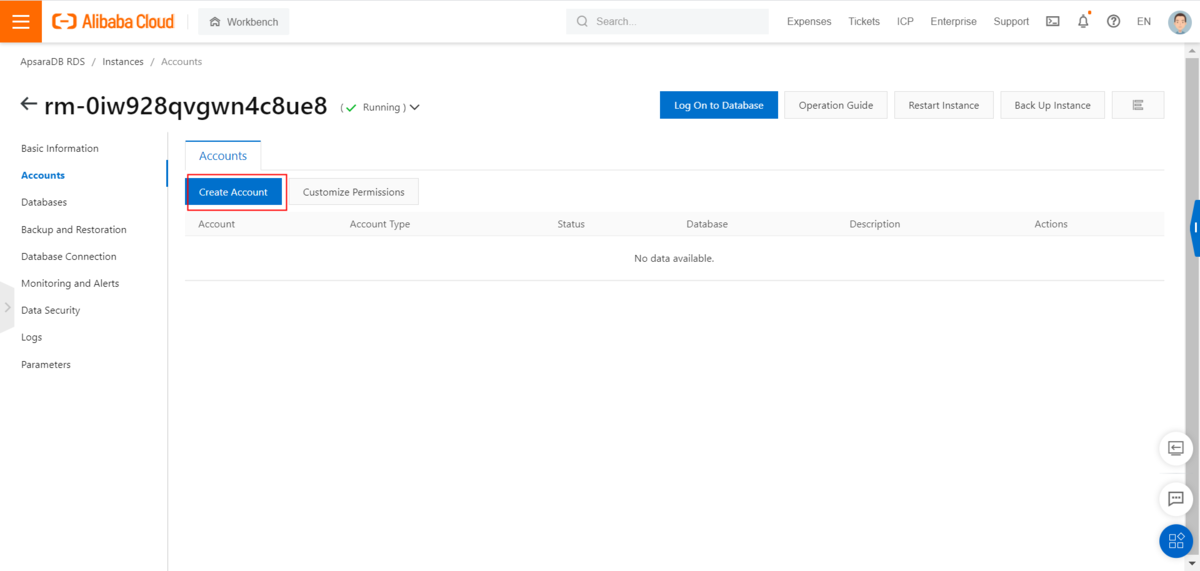 Alibaba Cloud Workbench Search... Expenses Tickets ICP Enterprise Support EN
ApsaraDB RDS / Instances / Accounts
rm-0iw928qvgwn4c8ue8 ( Running ) Log On to Database Operation Guide Restart Instance Back Up Instance
Basic Information
Accounts
Databases
Backup and Restoration
Database Connection
Monitoring and Alerts
Data Security
Logs
Parameters
Accounts
Create Account Customize Permissions
Account Account Type Status Database Description Actions
No data available.